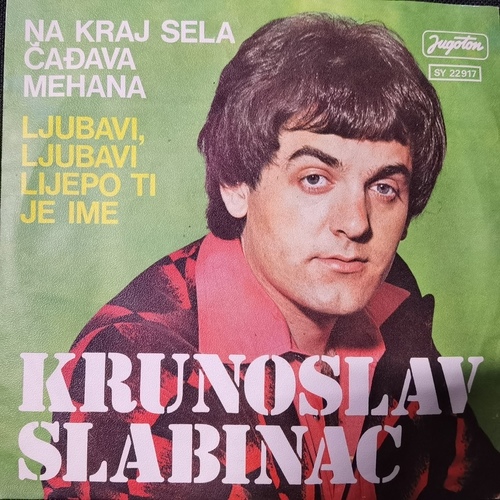 NA KRAJ SELA
ČAĐAVA
MEHANA
LJUBAVI,
LJUBAVI
LIJEPO TI
JE IME
Jugoton
SY 22917
KRUNOSLAV
SLABINAC